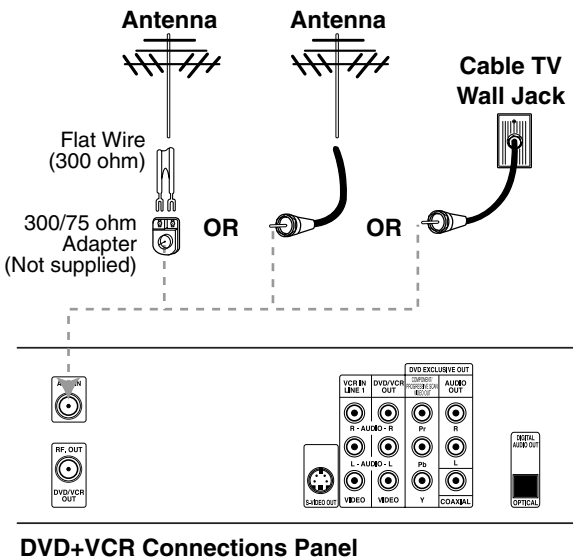 Antenna
Antenna
Cable TV
Wall Jack
Flat Wire
(300 ohm)
300/75 ohm
Adapter
(Not supplied)
OR
OR
DVD EXCLUSIVE OUT
VCR IN
LINE 1
DVD/VCR
OUT
COMPONENT/
PROGRESSIVE SCAN
VIDEO OUT
AUDIO
OUT
R - AUDIO - R
Pr
R
RF. OUT
DVD/VCR
OUT
L - AUDIO - L
Pb
L
DIGITAL
AUDIO OUT
S-VIDEO OUT
VIDEO
VIDEO
Y
COAXIAL
OPTICAL
DVD+VCR Connections Panel